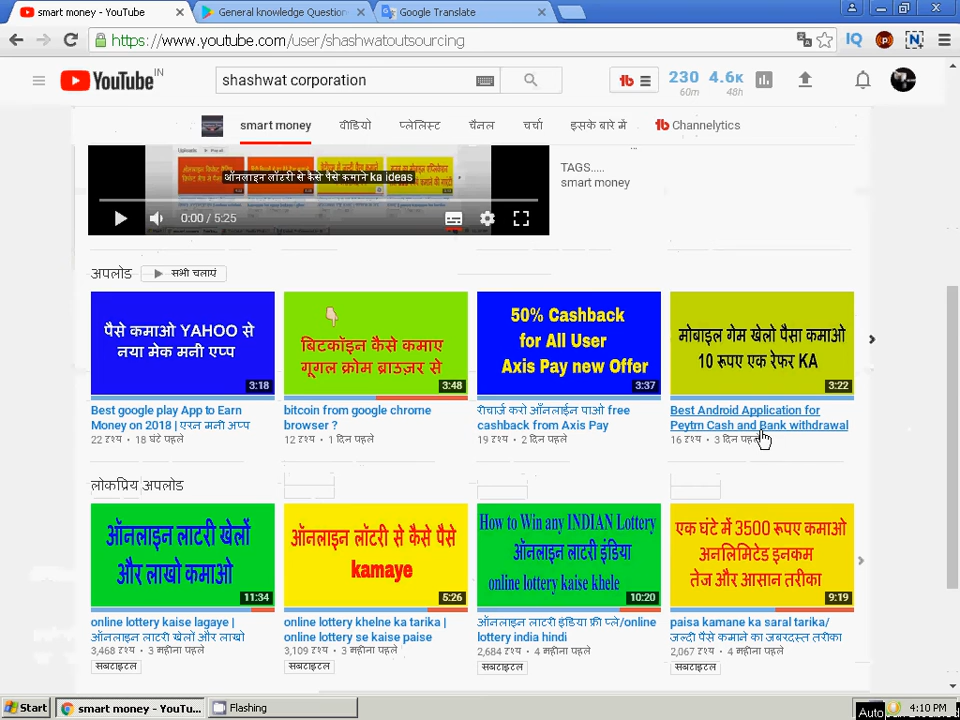 smart money - YouTube
General knowledge Question
Google Translate
https://www.youtube.com/user/shashwatoutsourcing
YouTube IN
shashwat corporation
tb
230 4.6K
60m 48h
smart money
वीडियो
प्लेलिस्ट
चैनल
चर्चा
इसके बारे में
tb Channelytics
ऑनलाइन लाटरी से कैसे पैसे कमाने ka ideas
0:00 / 5:25
TAGS.....
smart money
अपलोड
सभी चलाएं
पैसे कमाओ YAHOO से
नया मेक मनी एप्प
3:18
बिटकॉइन कैसे कमाए
गूगल क्रोम ब्राउज़र से
3:48
50% Cashback
for All User
Axis Pay new Offer
3:37
मोबाइल गेम खेलो पैसा कमाओ
10 रूपए एक रेफर KA
3:22
Best google play App to Earn
Money on 2018 | एरन मनी अप्प
22 दृश्य • 18 घंटे पहले
bitcoin from google chrome
browser ?
12 दृश्य • 1 दिन पहले
रीचार्ज करो ऑनलाईन पाओ free
cashback from Axis Pay
19 दृश्य • 2 दिन पहले
Best Android Application for
Peytm Cash and Bank withdrawal
16 दृश्य • 3 दिन पहले
लोकप्रिय अपलोड
ऑनलाइन लाटरी खेलों
और लाखो कमाओ
11:34
ऑनलाइन लॉटरी से कैसे पैसे
kamaye
5:26
How to Win any INDIAN Lottery
ऑनलाइन लाटरी इंडिया
online lottery kaise khele
10:20
एक घंटे में 3500 रूपए कमाओ
अनलिमिटेड इनकम
तेज और आसान तरीका
9:19
online lottery kaise lagaye |
ऑनलाइन लाटरी खेलों और लाखो
3,468 दृश्य • 3 महीना पहले
सबटाइटल
online lottery khelne ka tarika |
online lottery se kaise paise
3,109 दृश्य • 3 महीना पहले
सबटाइटल
ऑनलाइन लाटरी इंडिया फ्री प्ले/online
lottery india hindi
2,684 दृश्य • 4 महीना पहले
सबटाइटल
paisa kamane ka saral tarika/
जल्दी पैसे कमाने का जबरदस्त तरीका
2,067 दृश्य • 4 महीना पहले
सबटाइटल
Start
smart money - YouTu...
Flashing
4:10 PM